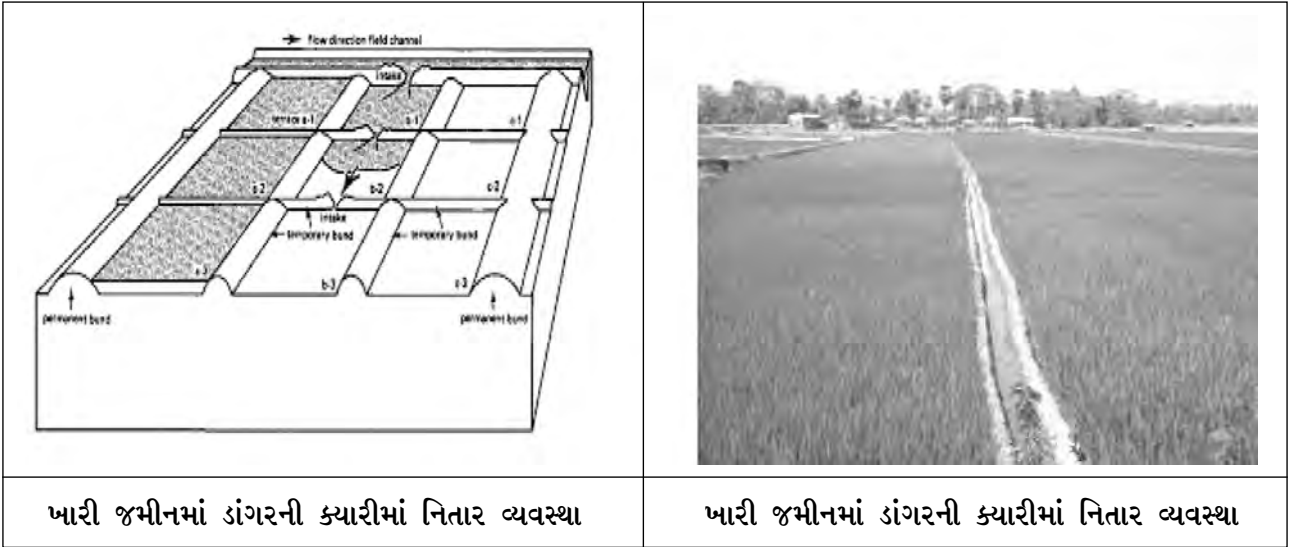 Flow direction field channel
intake
terrace a-1
b-1
c-1
a-2
b-2
c-2
intake
temporary bund
temporary bund
a-3
b-3
c-3
permanent bund
permanent bund
ખારી જમીનમાં ડાંગરની ક્યારીમાં નિતાર વ્યવસ્થા
ખારી જમીનમાં ડાંગરની ક્યારીમાં નિતાર વ્યવસ્થા